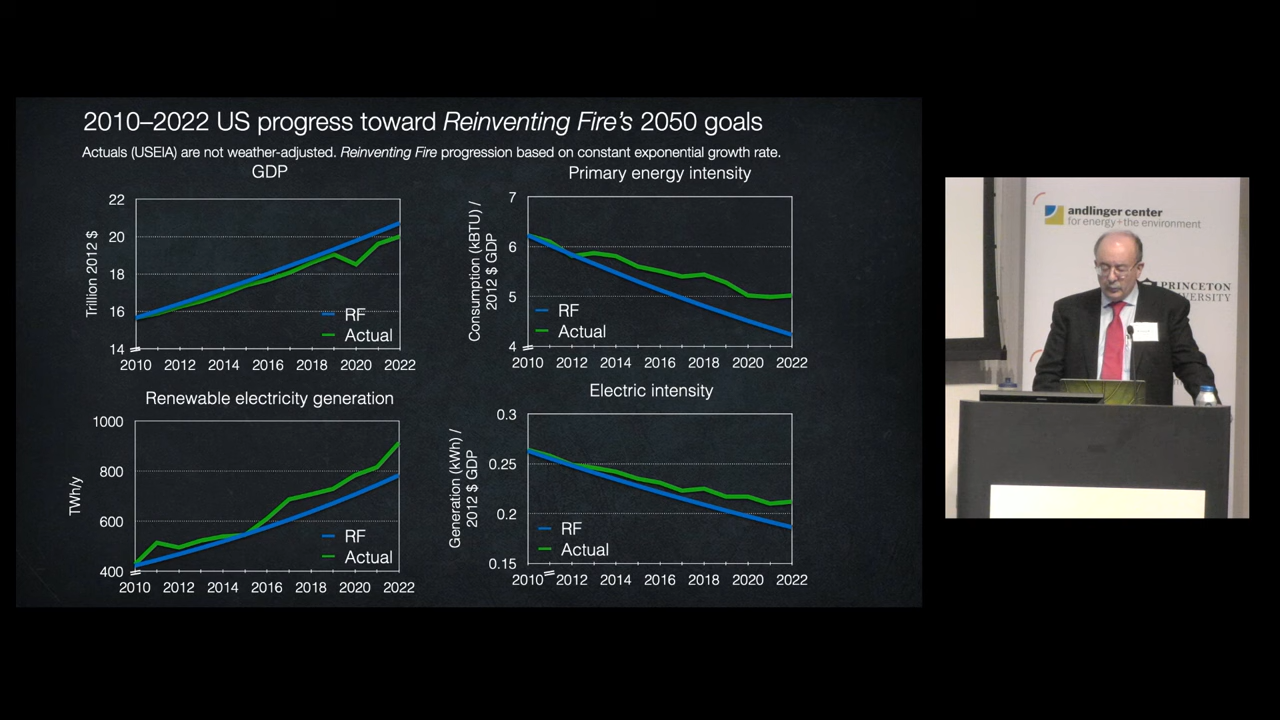 2010–2022 US progress toward Reinventing Fire's 2050 goals
Actuals (USEIA) are not weather-adjusted. Reinventing Fire progression based on constant exponential growth rate.
GDP
Trillion 2012 $
22
20
18
16
14
RF
Actual
2010 2012 2014 2016 2018 2020 2022
Primary energy intensity
Consumption (kBTU) /
2012 $ GDP
7
6
5
4
RF
Actual
2010 2012 2014 2016 2018 2020 2022
Renewable electricity generation
TWh/y
1000
800
600
400
RF
Actual
2010 2012 2014 2016 2018 2020 2022
Electric intensity
Generation (kWh) /
2012 $ GDP
0.3
0.25
0.2
0.15
RF
Actual
2010 2012 2014 2016 2018 2020 2022
andlinger center
for energy+the environment
PRINCETON